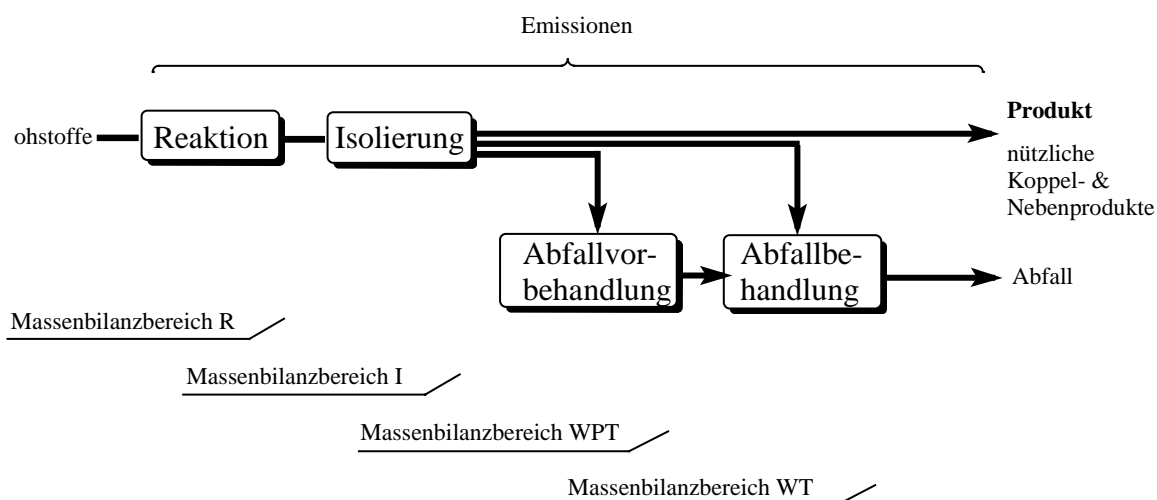 Emissionen
Produkt
ohstoffe
Reaktion
Isolierung
nützliche
Koppel- &
Nebenprodukte
Abfallvor-
behandlung
Abfallbe-
handlung
Abfall
Massenbilanzbereich R
Massenbilanzbereich I
Massenbilanzbereich WPT
Massenbilanzbereich WT